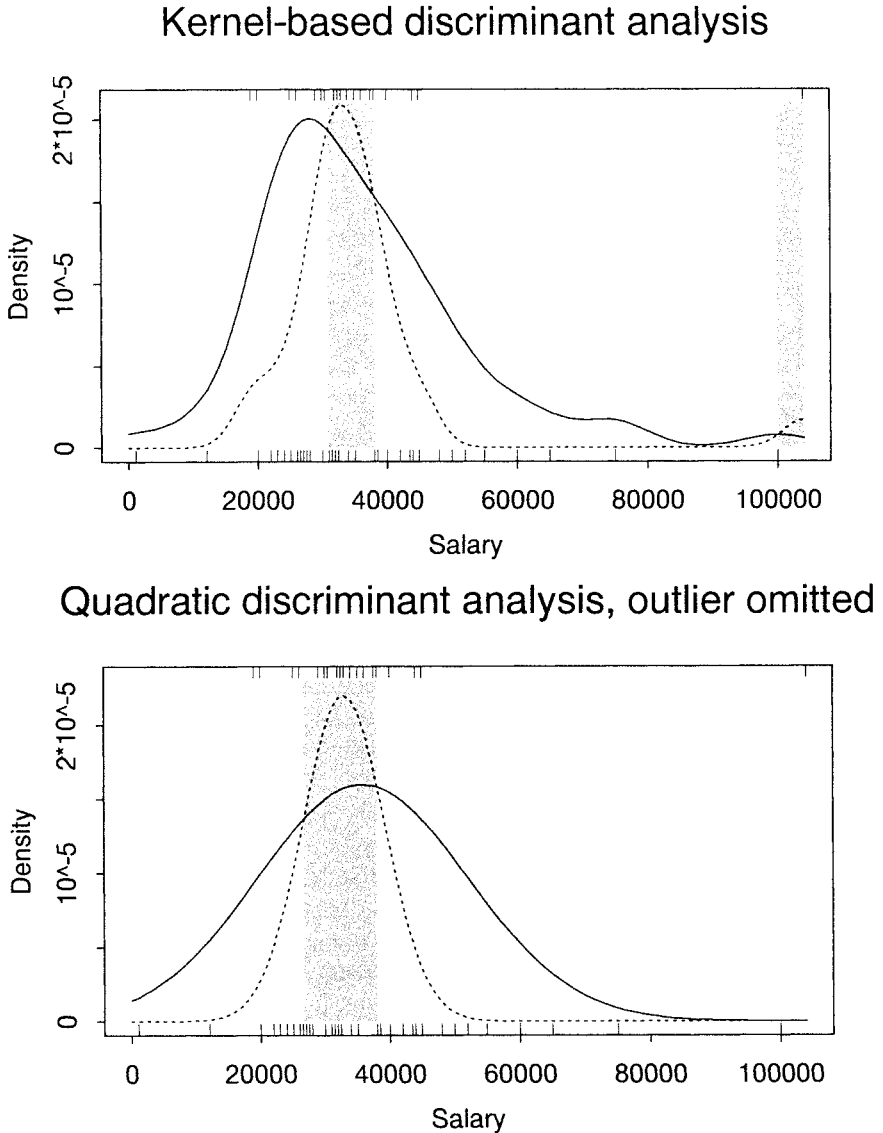 Kernel-based discriminant analysis
2*10^-5
10^-5
0
Density
0 20000 40000 60000 80000 100000
Salary
Quadratic discriminant analysis, outlier omitted
2*10^-5
10^-5
0
Density
0 20000 40000 60000 80000 100000
Salary